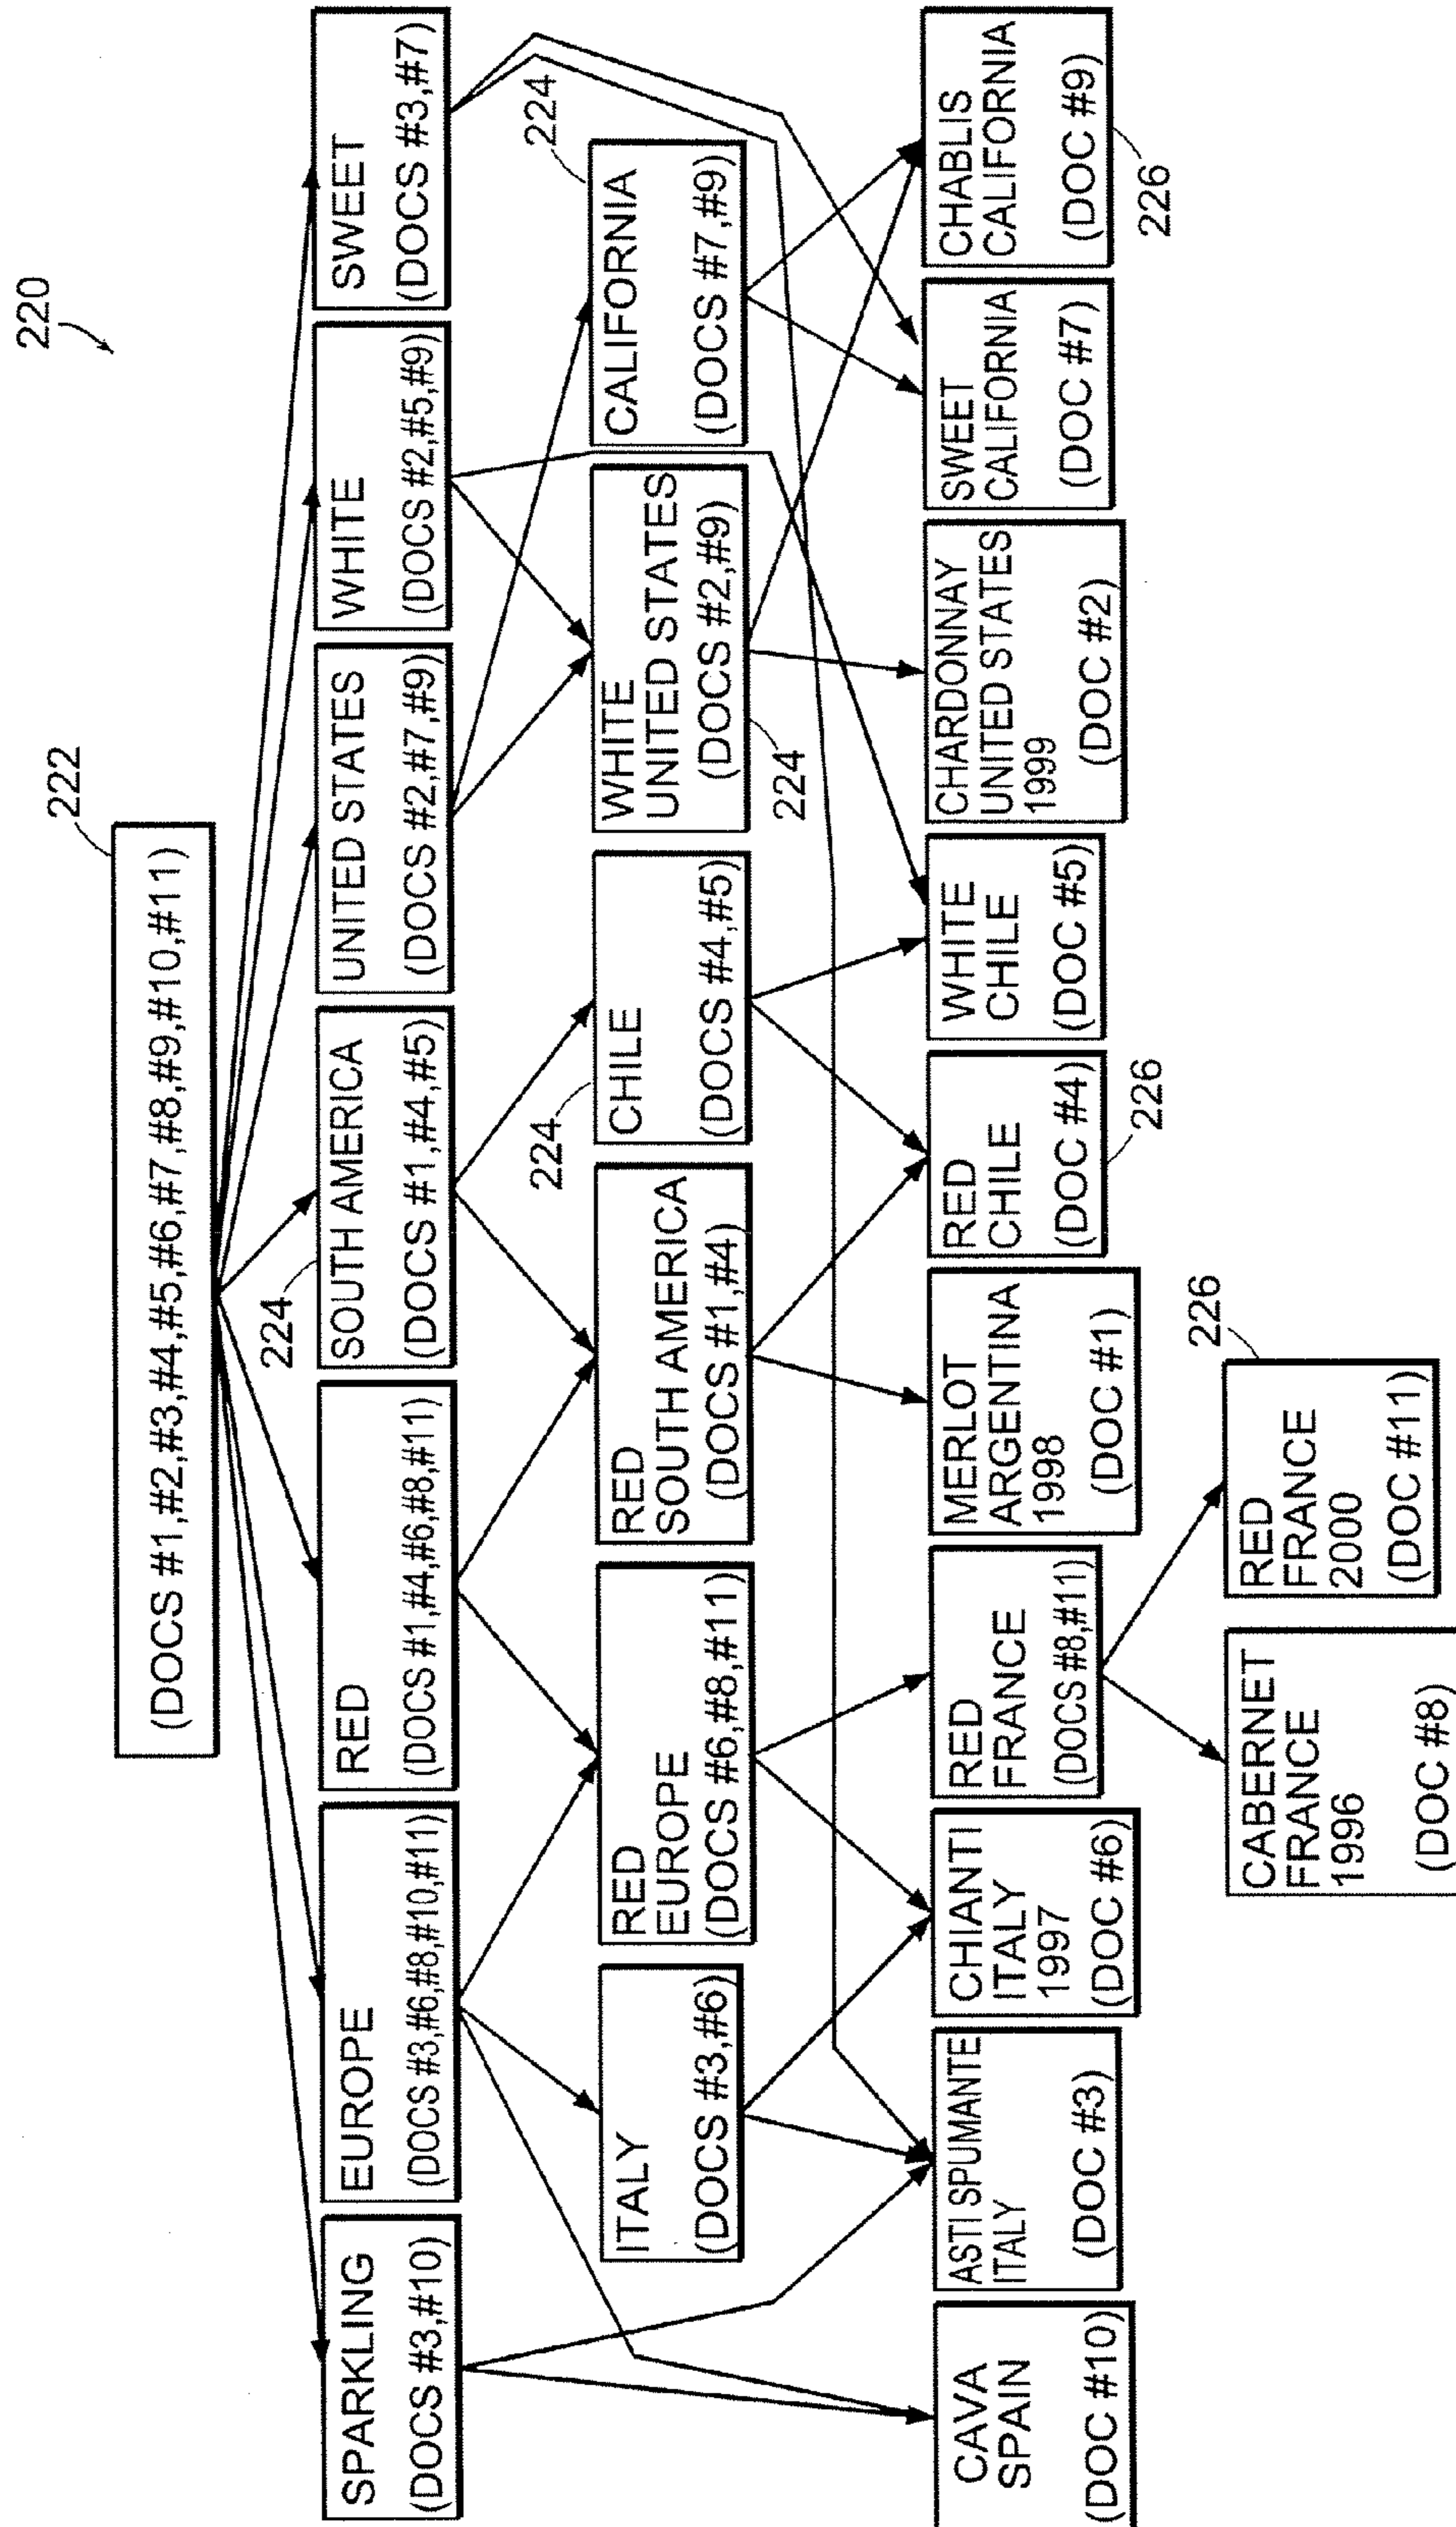 220
222
(DOCS #1,#2,#3,#4,#5,#6,#7,#8,#9,#10,#11)
SPARKLING
(DOCS #3,#10)
EUROPE
(DOCS #3,#6,#8,#10,#11)
RED
(DOCS #1,#4,#6,#8,#11)
224
SOUTH AMERICA
(DOCS #1,#4,#5)
UNITED STATES
(DOCS #2,#7,#9)
WHITE
(DOCS #2,#5,#9)
SWEET
(DOCS #3,#7)
ITALY
(DOCS #3,#6)
RED
EUROPE
(DOCS #6,#8,#11)
RED
SOUTH AMERICA
(DOCS #1,#4)
224
CHILE
(DOCS #4,#5)
WHITE
UNITED STATES
(DOCS #2,#9)
224
CALIFORNIA
(DOCS #7,#9)
224
CAVA
SPAIN
(DOC #10)
ASTI SPUMANTE
ITALY
(DOC #3)
CHIANTI
ITALY
1997
(DOC #6)
RED
FRANCE
(DOCS #8,#11)
MERLOT
ARGENTINA
1998
(DOC #1)
RED
CHILE
(DOC #4)
226
WHITE
CHILE
(DOC #5)
CHARDONNAY
UNITED STATES
1999
(DOC #2)
SWEET
CALIFORNIA
(DOC #7)
CHABLIS
CALIFORNIA
(DOC #9)
226
CABERNET
FRANCE
1996
(DOC #8)
RED
FRANCE
2000
(DOC #11)
226